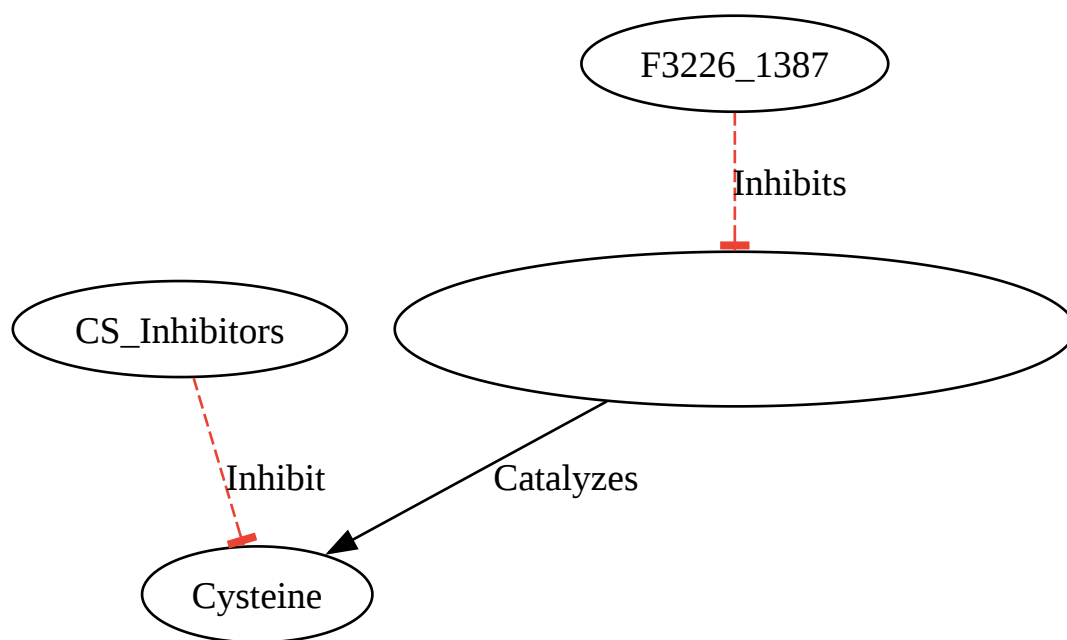 F3226_1387
Inhibits
CS_Inhibitors
Inhibit
Catalyzes
Cysteine